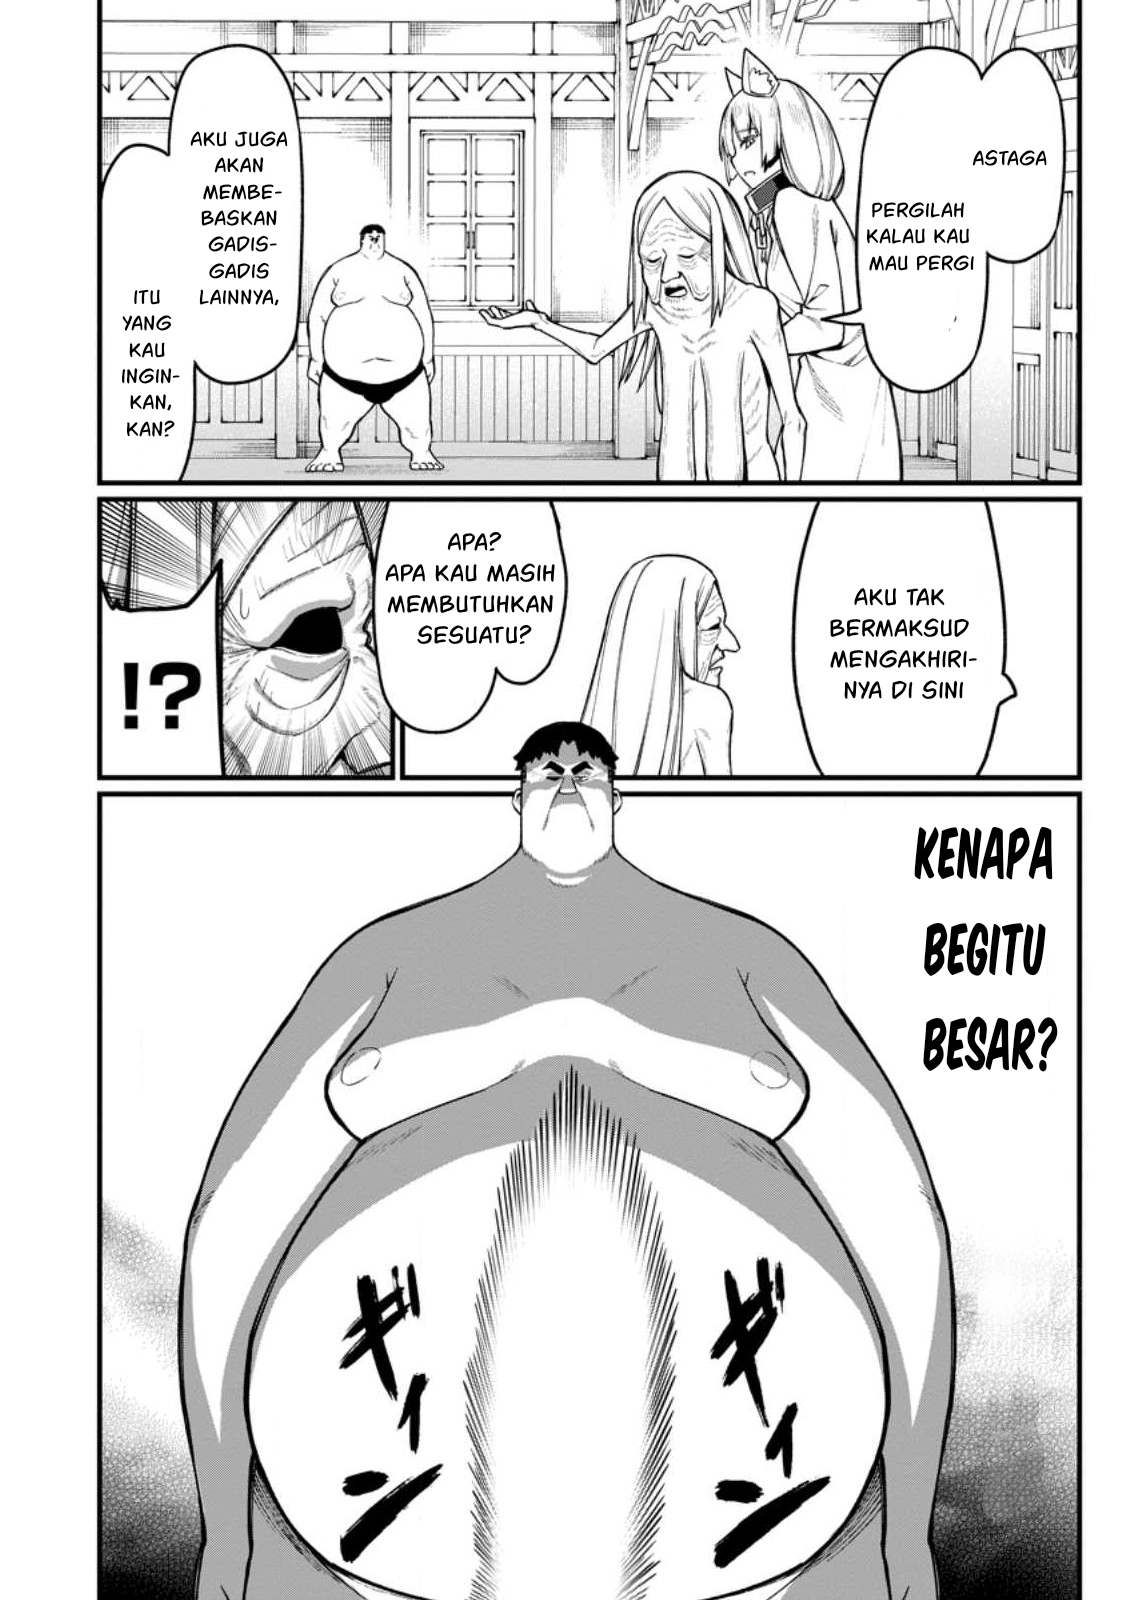 ASTAGA
PERGILAH
KALAU KAU
MAU PERGI
AKU JUGA
AKAN
MEMBE-
BASKAN
GADIS-
GADIS
LAINNYA,
ITU
YANG
KAU
INGIN-
KAN,
KAN?
AKU TAK
BERMAKSUD
MENGAKHIRI-
NYA DI SINI
APA?
APA KAU MASIH
MEMBUTUHKAN
SESUATU?
!?
KENAPA
BEGITU
BESAR?
ギィン
ギィン